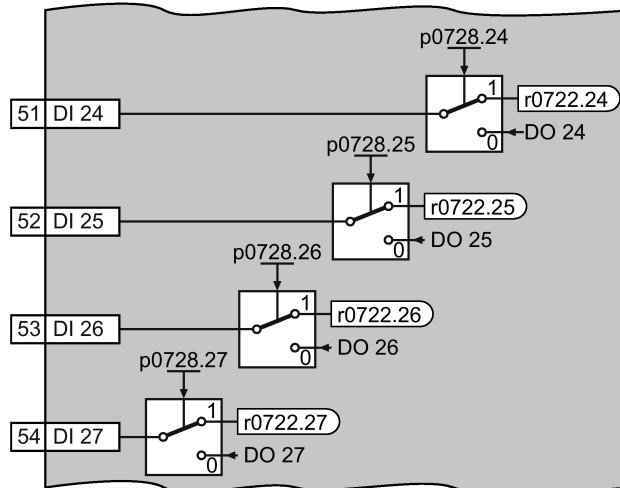 p0728.24
1
r0722.24
51 DI 24
0
DO 24
p0728.25
1
r0722.25
52 DI 25
0
DO 25
p0728.26
1
r0722.26
53 DI 26
0
DO 26
p0728.27
1
r0722.27
54 DI 27
0
DO 27